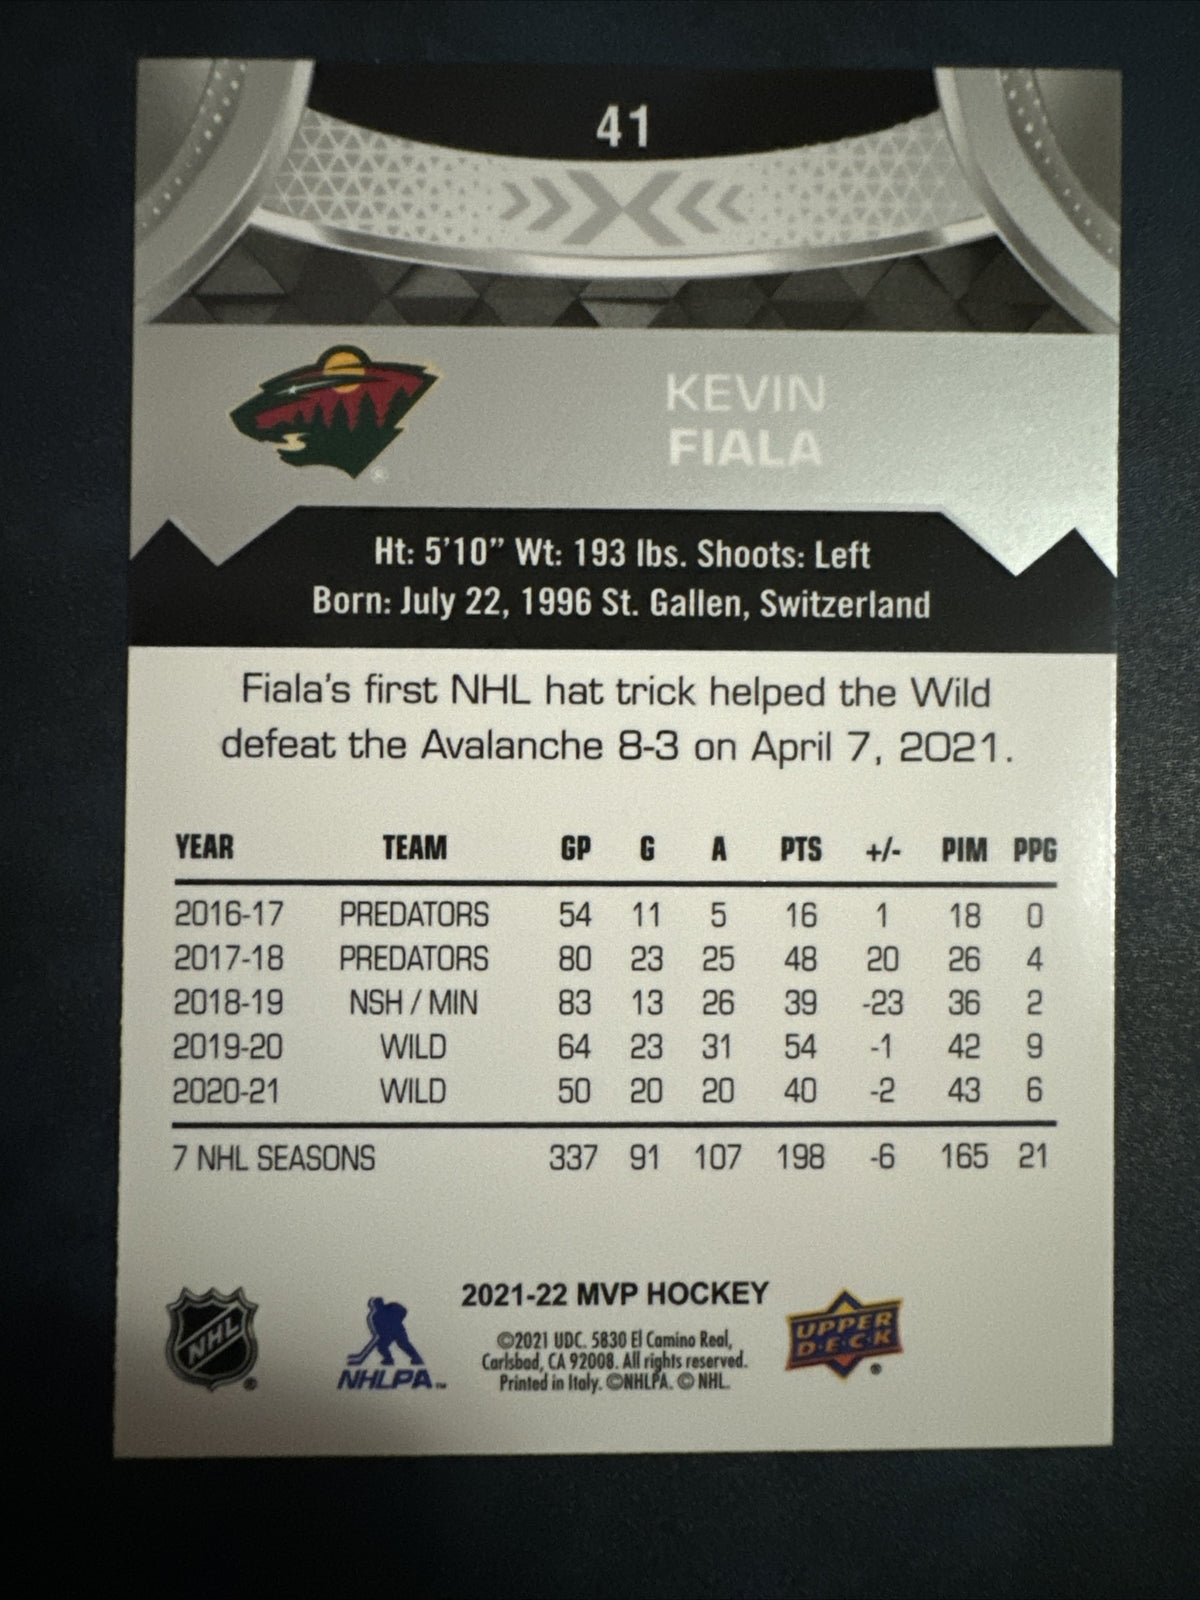 41
KEVIN
FIALA
Ht: 5'10” Wt: 193 lbs. Shoots: Left
Born: July 22, 1996 St. Gallen, Switzerland
Fiala's first NHL hat trick helped the Wild
defeat the Avalanche 8-3 on April 7, 2021.
YEAR TEAM GP G A PTS +/- PIM PPG
2016-17 PREDATORS 54 11 5 16 1 18 0
2017-18 PREDATORS 80 23 25 48 20 26 4
2018-19 NSH / MIN 83 13 26 39 -23 36 2
2019-20 WILD 64 23 31 54 -1 42 9
2020-21 WILD 50 20 20 40 -2 43 6
7 NHL SEASONS 337 91 107 198 -6 165 21
2021-22 MVP HOCKEY
©2021 UDC. 5830 El Camino Real,
Carlsbad, CA 92008. All rights reserved.
Printed in Italy. ©NHLPA. © NHL.
NHL ®
NHLPA™
UPPER
DECK ®